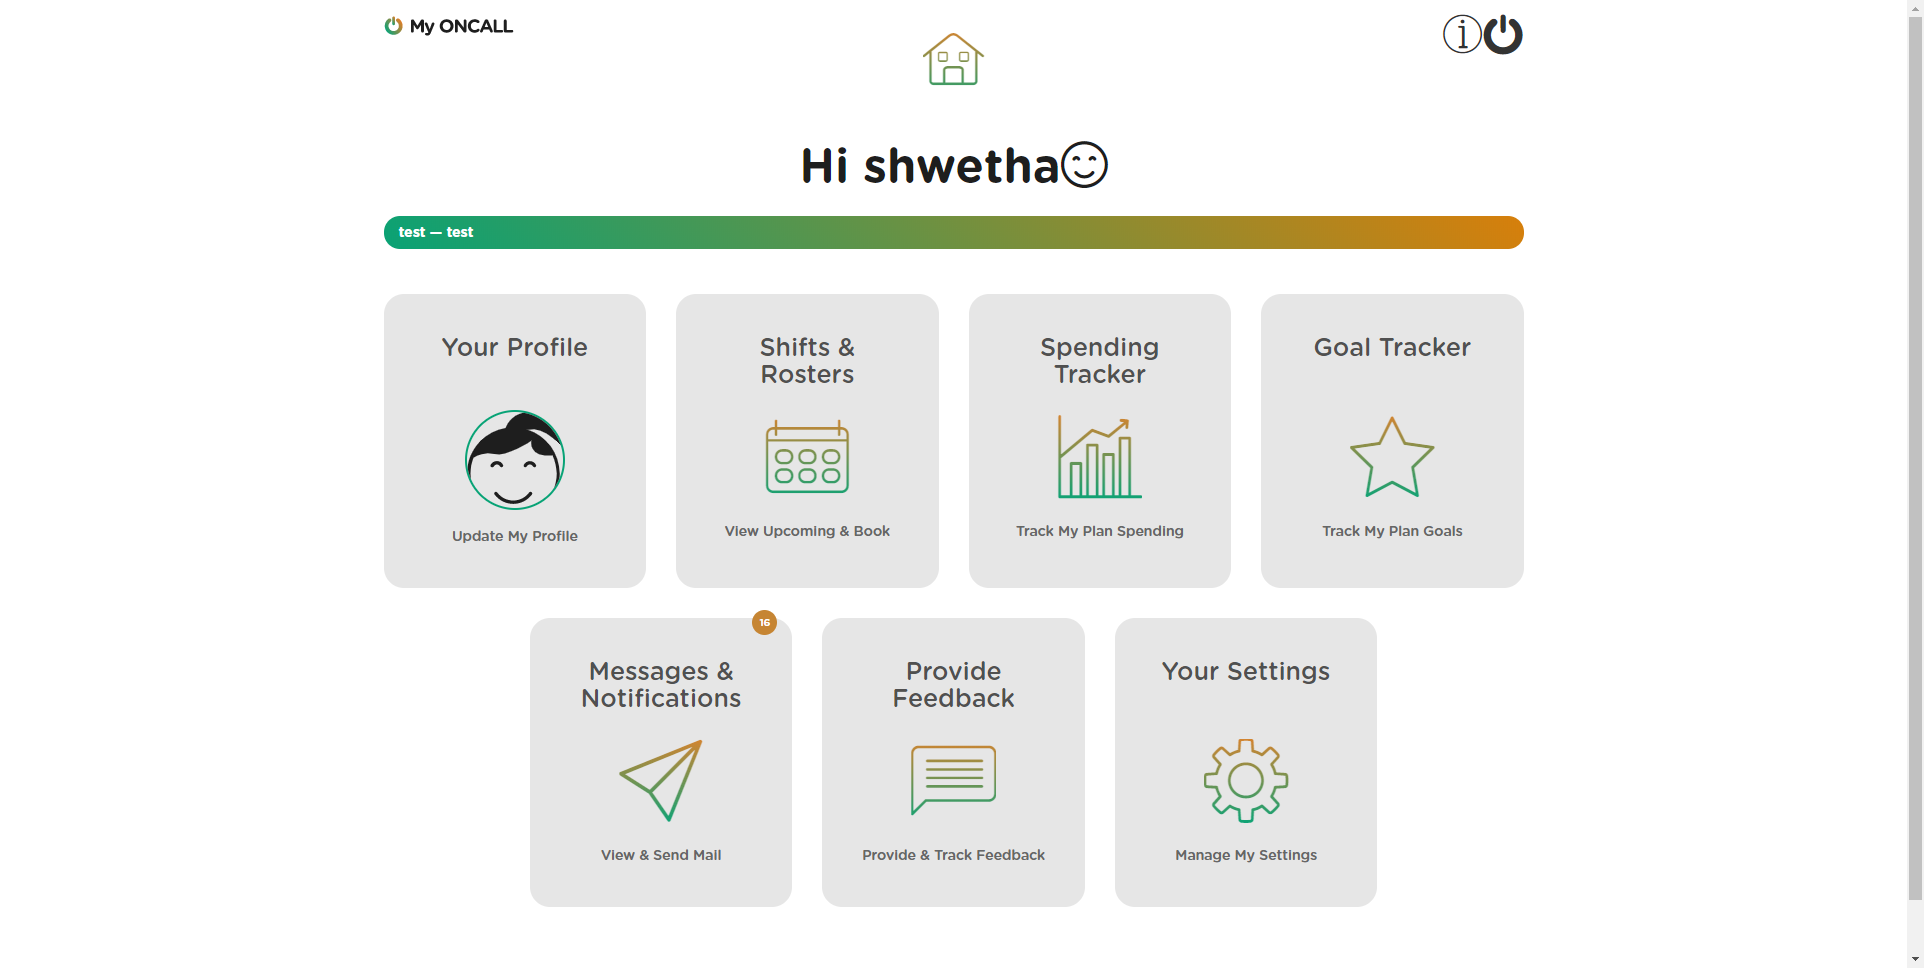 My ONCALL
Hi shwetha
test — test
Your Profile
Update My Profile
Shifts &
Rosters
View Upcoming & Book
Spending
Tracker
Track My Plan Spending
Goal Tracker
Track My Plan Goals
16
Messages &
Notifications
View & Send Mail
Provide
Feedback
Provide & Track Feedback
Your Settings
Manage My Settings